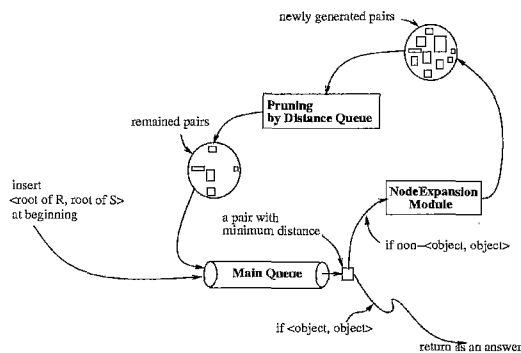 newly generated pairs
Pruning
by Distance Queue
remained pairs
insert
<root of R, root of S>
at beginning
NodeExpansion
Module
a pair with
minimum distance
if non-<object, object>
Main Queue
if <object, object>
return as an answer